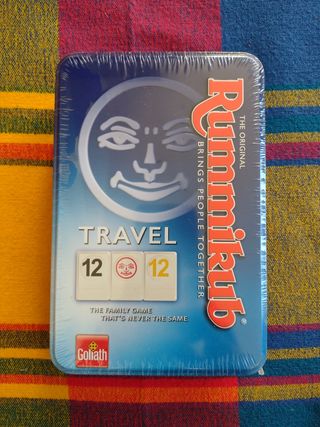 THE ORIGINAL
Rummikub®
BRINGS PEOPLE TOGETHER
TRAVEL
12 12
THE FAMILY GAME
THAT'S NEVER THE SAME
Goliath